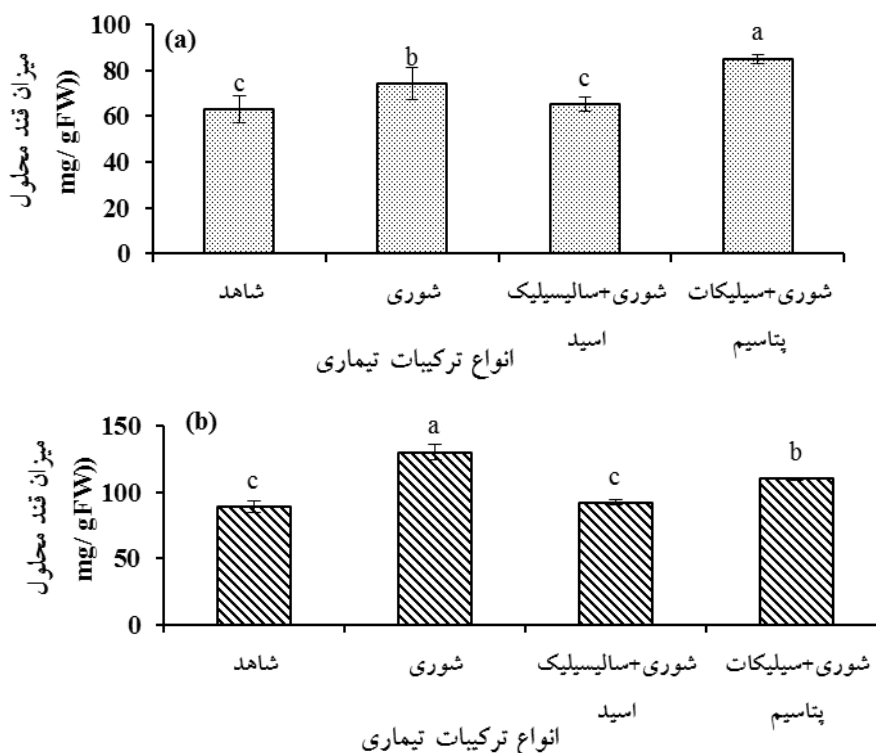 (a)
میزان قند محلول
mg/ gFW))
100
80
60
40
20
0
c
b
c
a
شاهد
شوری
شوری+سالیسیلیک
اسید
شوری+سیلیکات
پتاسیم
انواع ترکیبات تیماری
(b)
میزان قند محلول
mg/ gFW))
150
100
50
0
c
a
c
b
شاهد
شوری
شوری+سالیسیلیک
اسید
شوری+سیلیکات
پتاسیم
انواع ترکیبات تیماری